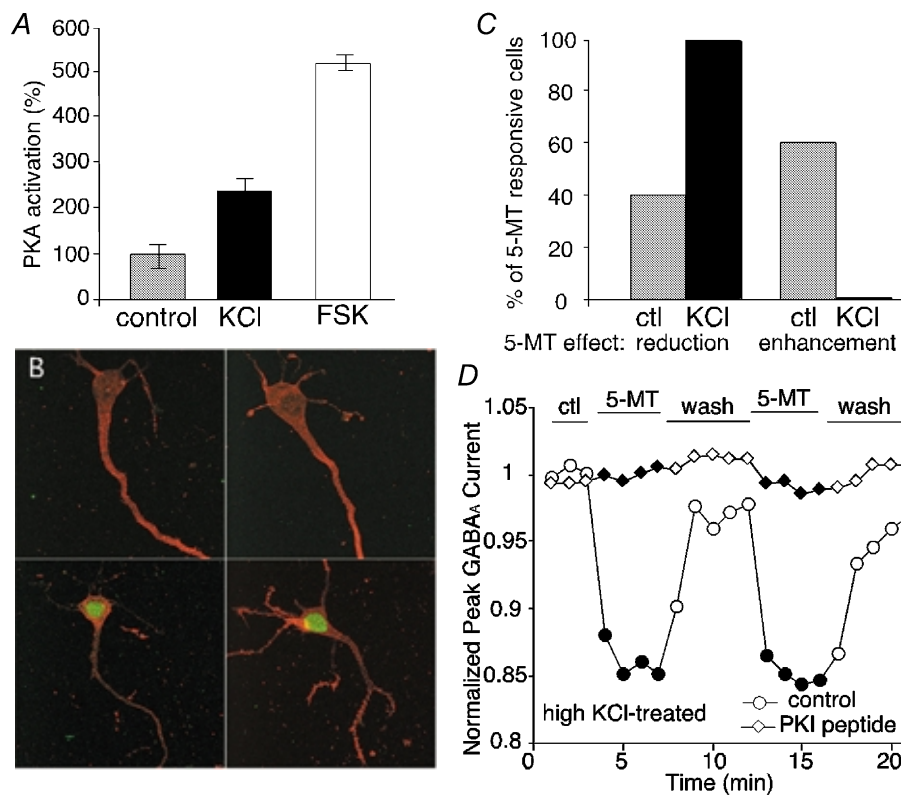 A
600
500
400
300
200
100
0
PKA activation (%)
control KCl FSK
B
C
100
80
60
40
20
0
% of 5-MT responsive cells
ctl KCl ctl KCl
5-MT effect: reduction enhancement
D
ctl 5-MT wash 5-MT wash
1.05
1
0.95
0.9
0.85
0.8
Normalized Peak GABAA Current
high KCl-treated
control
PKI peptide
0 5 10 15 20
Time (min)